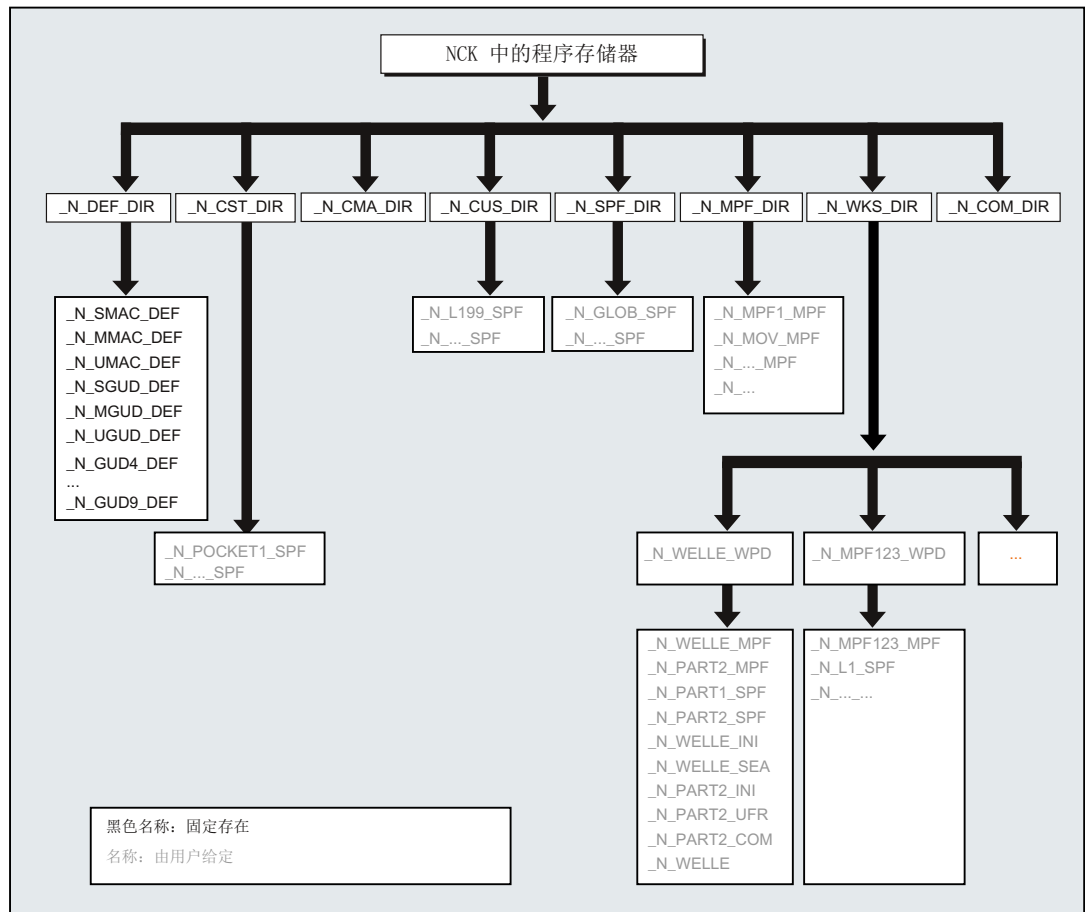 NCK 中的程序存储器
_N_DEF_DIR
_N_CST_DIR
_N_CMA_DIR
_N_CUS_DIR
_N_SPF_DIR
_N_MPF_DIR
_N_WKS_DIR
_N_COM_DIR
_N_SMAC_DEF
_N_MMAC_DEF
_N_UMAC_DEF
_N_SGUD_DEF
_N_MGUD_DEF
_N_UGUD_DEF
_N_GUD4_DEF
...
_N_GUD9_DEF
_N_L199_SPF
_N_..._SPF
_N_GLOB_SPF
_N_..._SPF
_N_MPF1_MPF
_N_MOV_MPF
_N_..._MPF
_N_...
_N_POCKET1_SPF
_N_..._SPF
_N_WELLE_WPD
_N_MPF123_WPD
...
_N_WELLE_MPF
_N_PART2_MPF
_N_PART1_SPF
_N_PART2_SPF
_N_WELLE_INI
_N_WELLE_SEA
_N_PART2_INI
_N_PART2_UFR
_N_PART2_COM
_N_WELLE
_N_MPF123_MPF
_N_L1_SPF
_N_..._...
黑色名称：固定存在
名称：由用户给定